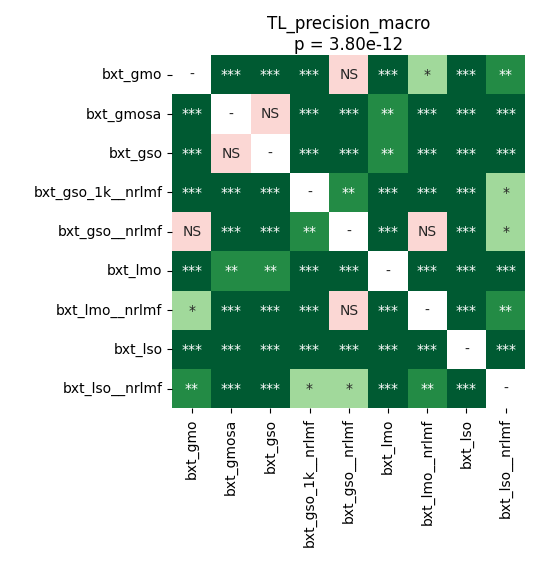 TL_precision_macro
p = 3.80e-12
bxt_gmo - *** *** *** NS *** * *** **
bxt_gmosa *** - NS *** *** ** *** *** ***
bxt_gso *** NS - *** *** ** *** *** ***
bxt_gso_1k__nrlmf *** *** *** - ** *** *** *** *
bxt_gso__nrlmf NS *** *** ** - *** NS *** *
bxt_lmo *** ** ** *** *** - *** *** ***
bxt_lmo__nrlmf * *** *** *** NS *** - *** **
bxt_lso *** *** *** *** *** *** *** - ***
bxt_lso__nrlmf ** *** *** * * *** ** *** -
bxt_gmo
bxt_gmosa
bxt_gso
bxt_gso_1k__nrlmf
bxt_gso__nrlmf
bxt_lmo
bxt_lmo__nrlmf
bxt_lso
bxt_lso__nrlmf